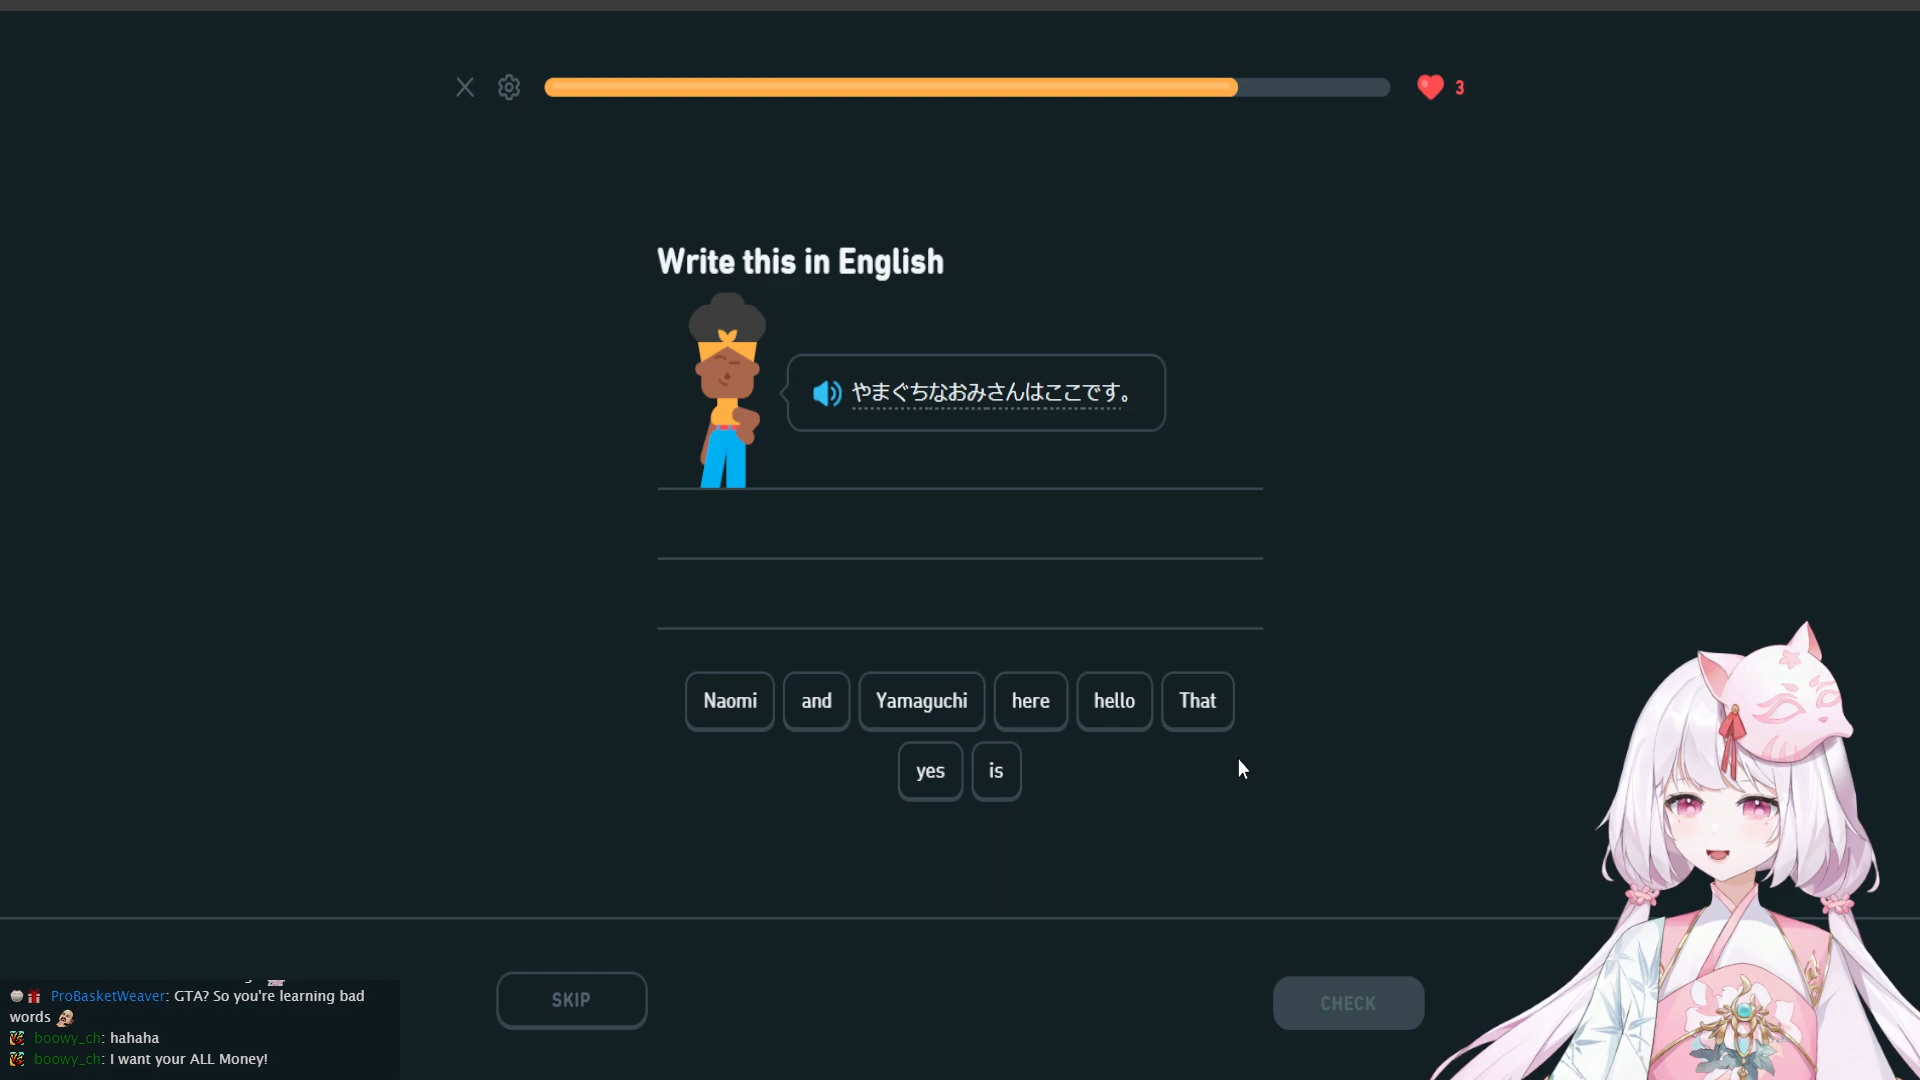 3
Write this in English
やまぐちなおみさんはここです。
Naomi and Yamaguchi here hello That
yes is
SKIP
CHECK
ProBasketWeaver: GTA? So you're learning bad
words
boowy_ch: hahaha
boowy_ch: I want your ALL Money!